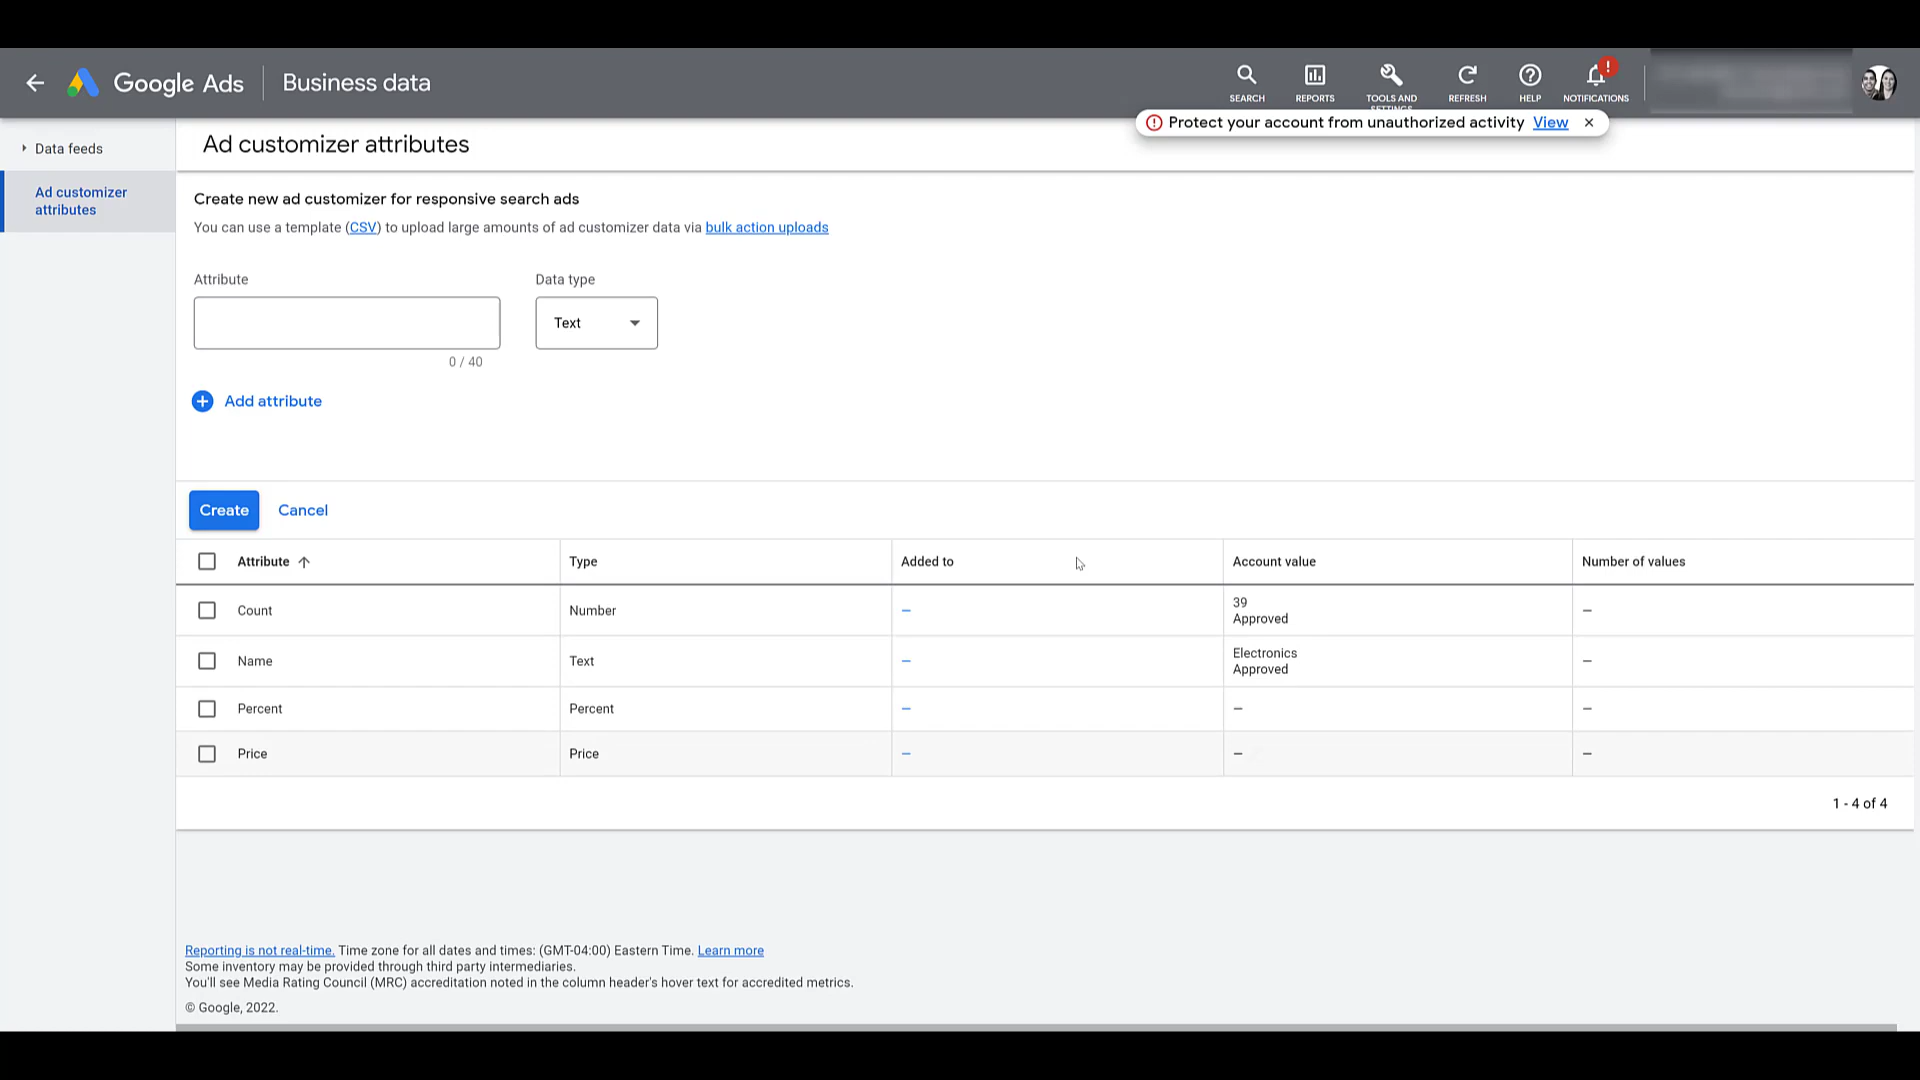 Google Ads
Business data
SEARCH
REPORTS
TOOLS AND
SETTINGS
REFRESH
HELP
!
NOTIFICATIONS
Protect your account from unauthorized activity View ×
Data feeds
Ad customizer
attributes
Ad customizer attributes
Create new ad customizer for responsive search ads
You can use a template (CSV) to upload large amounts of ad customizer data via bulk action uploads
Attribute
Data type
Text
0 / 40
Add attribute
Create
Cancel
Attribute Type Added to Account value Number of values
Count Number – 39 –
Approved
Name Text – Electronics –
Approved
Percent Percent – – –
Price Price – – –
1 - 4 of 4
Reporting is not real-time. Time zone for all dates and times: (GMT-04:00) Eastern Time. Learn more
Some inventory may be provided through third party intermediaries.
You'll see Media Rating Council (MRC) accreditation noted in the column header's hover text for accredited metrics.
© Google, 2022.